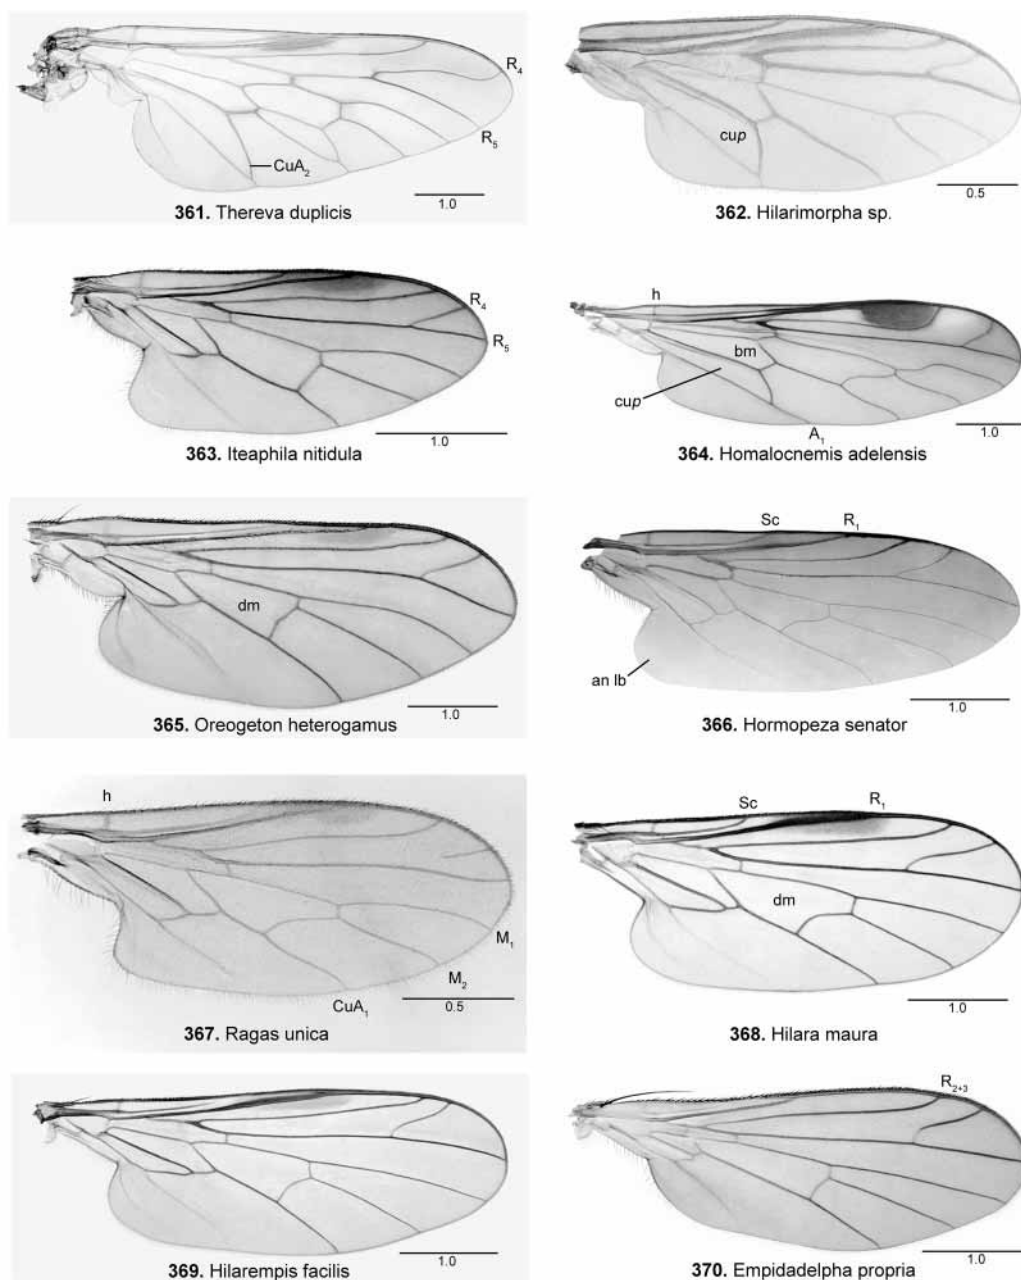 R4
R5
CuA2
1.0
361. Thereva duplicis
cup
0.5
362. Hilarimorpha sp.
R4
R5
1.0
363. Iteaphila nitidula
h
bm
cup
A1
1.0
364. Homalocnemis adelensis
dm
1.0
365. Oreogeton heterogamus
Sc
R1
an lb
1.0
366. Hormopeza senator
h
M1
M2
CuA1
0.5
367. Ragas unica
Sc
R1
dm
1.0
368. Hilara maura
1.0
369. Hilarempis facilis
R2+3
1.0
370. Empidadelpha propria